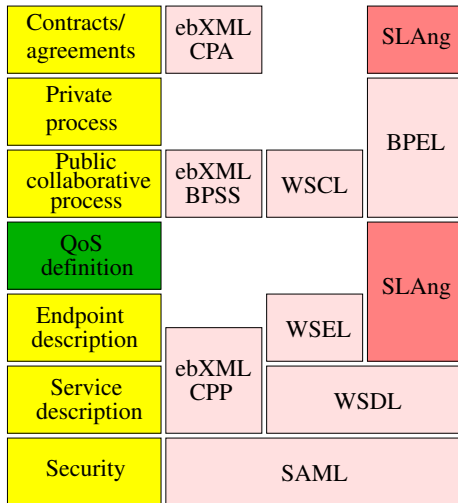 Contracts/
agreements
ebXML
CPA
SLAng
Private
process
BPEL
Public
collaborative
process
ebXML
BPSS
WSCL
QoS
definition
SLAng
Endpoint
description
WSEL
ebXML
CPP
Service
description
WSDL
Security
SAML